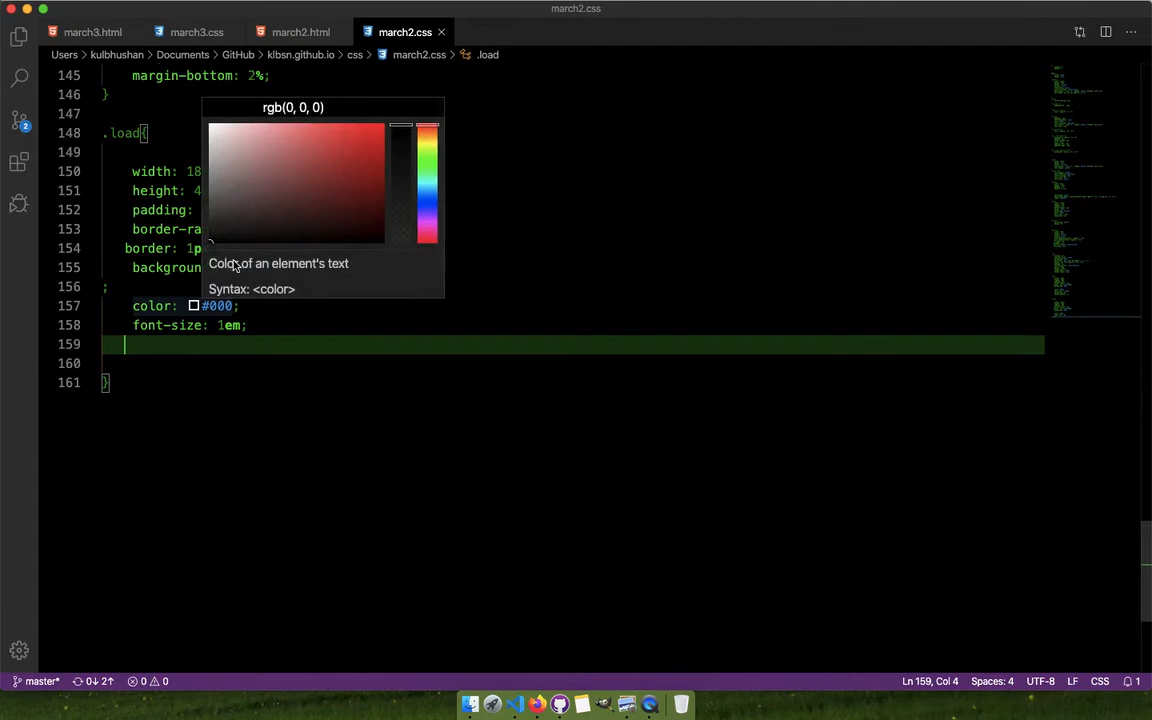 march2.css
march3.html
march3.css
march2.html
march2.css
Users
kulbhushan
Documents
GitHub
klbsn.github.io
css
march2.css
.load
145 margin-bottom: 2%;
146 }
147
rgb(0, 0, 0)
148 .load{
149
150 width: 18
151 height: 4
152 padding:
153 border-ra
154 border: 1p
155 backgroun
156 ;
Color of an element's text
Syntax: <color>
157 color: #000;
158 font-size: 1em;
159
160
161 }
2
master*
0↓ 2↑
0
0
Ln 159, Col 4
Spaces: 4
UTF-8
LF
CSS
1